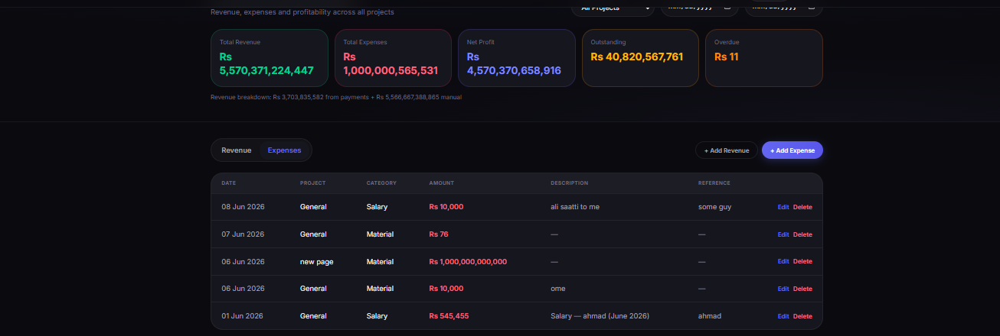 Revenue, expenses and profitability across all projects
All Projects
Total Revenue
Rs
5,570,371,224,447
Total Expenses
Rs
1,000,000,565,531
Net Profit
Rs
4,570,370,658,916
Outstanding
Rs 40,820,567,761
Overdue
Rs 11
Revenue breakdown: Rs 3,703,835,582 from payments + Rs 5,566,667,388,865 manual
Revenue Expenses
+ Add Revenue + Add Expense
DATE PROJECT CATEGORY AMOUNT DESCRIPTION REFERENCE
08 Jun 2026 General Salary Rs 10,000 ali saatti to me some guy Edit Delete
07 Jun 2026 General Material Rs 76 — — Edit Delete
06 Jun 2026 new page Material Rs 1,000,000,000,000 — — Edit Delete
06 Jun 2026 General Material Rs 10,000 ome — Edit Delete
01 Jun 2026 General Salary Rs 545,455 Salary — ahmad (June 2026) ahmad Edit Delete